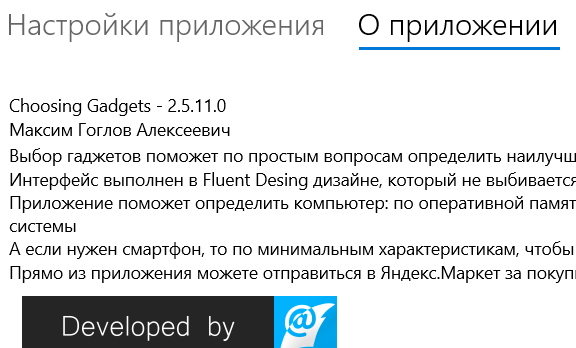 Настройки приложения О приложении
Choosing Gadgets - 2.5.11.0
Максим Гоглов Алексеевич
Выбор гаджетов поможет по простым вопросам определить наилучш
Интерфейс выполнен в Fluent Desing дизайне, который не выбивается
Приложение поможет определить компьютер: по оперативной памят
системы
А если нужен смартфон, то по минимальным характеристикам, чтобы
Прямо из приложения можете отправиться в Яндекс.Маркет за покуп
Developed by